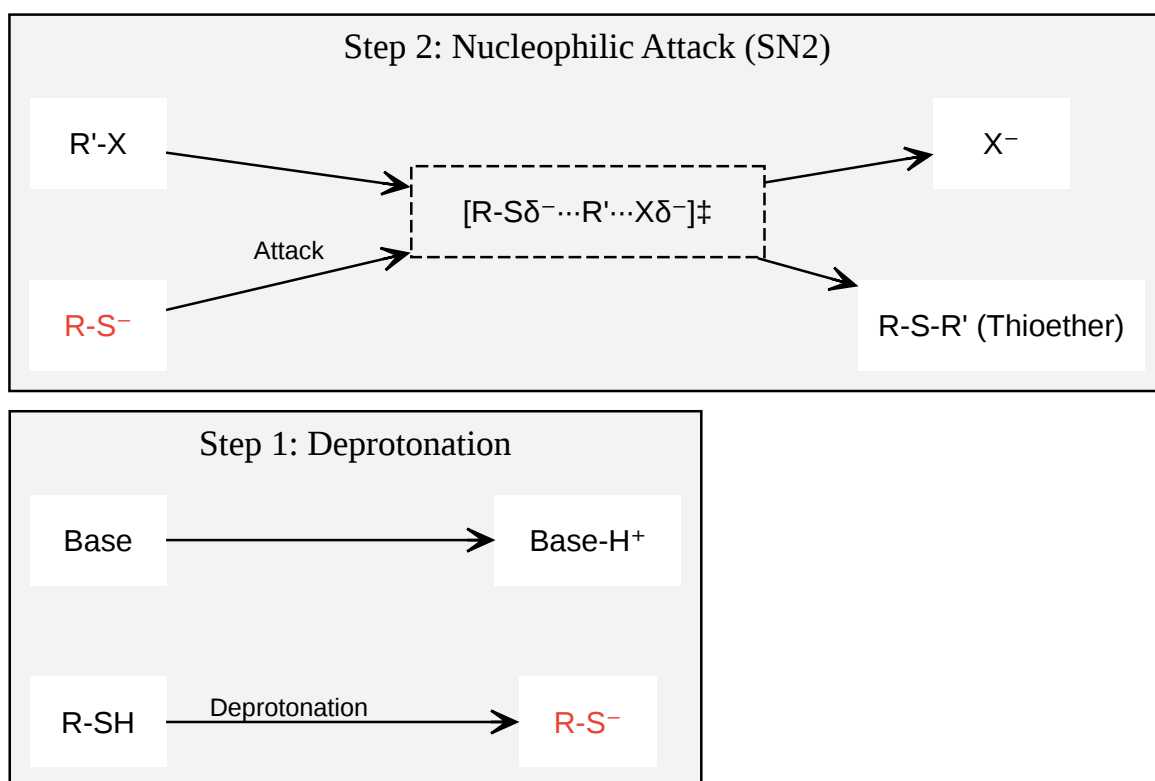 Step 2: Nucleophilic Attack (SN2)
R'-X
X⁻
[R-Sδ⁻···R'···Xδ⁻]‡
Attack
R-S⁻
R-S-R' (Thioether)
Step 1: Deprotonation
Base
Base-H⁺
R-SH
Deprotonation
R-S⁻